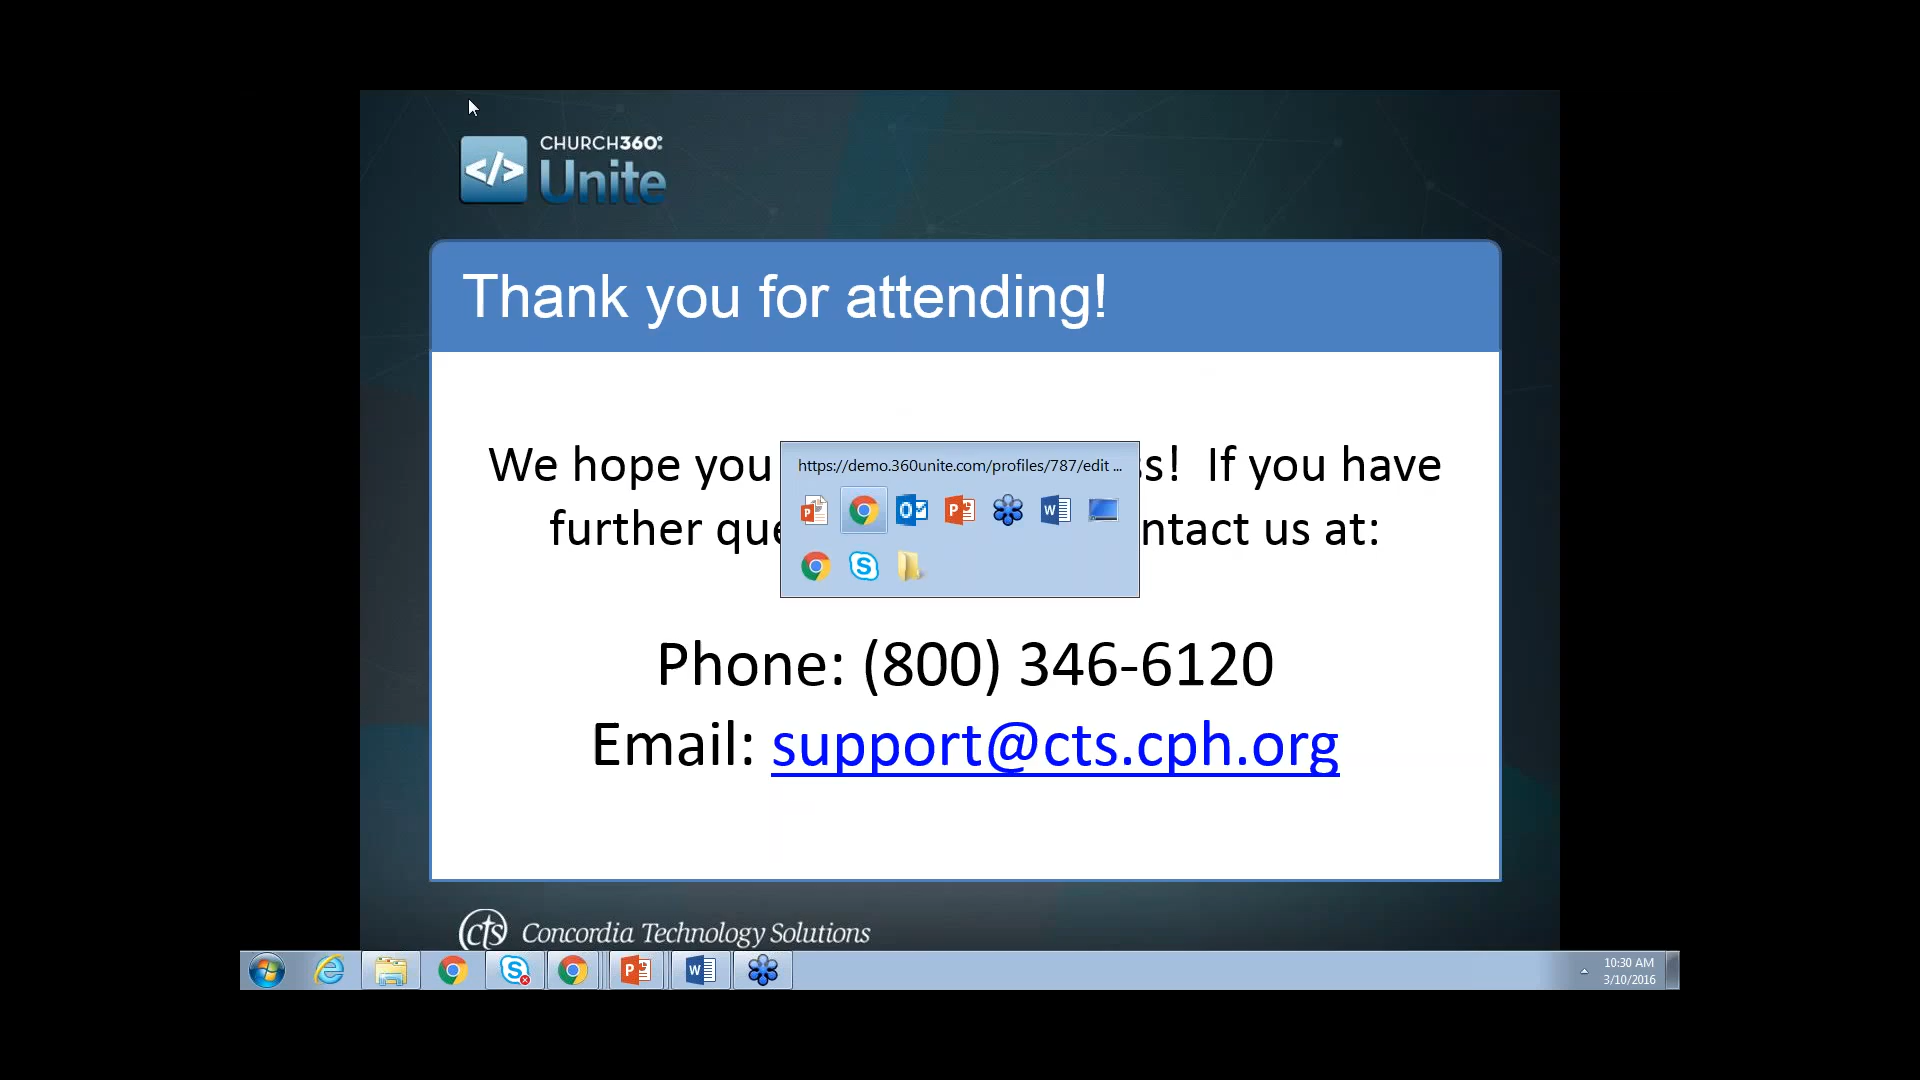 CHURCH360°
Unite
Thank you for attending!
We hope you s! If you have
https://demo.360unite.com/profiles/787/edit ...
further que ntact us at:
Phone: (800) 346-6120
Email: support@cts.cph.org
cts Concordia Technology Solutions
10:30 AM
3/10/2016